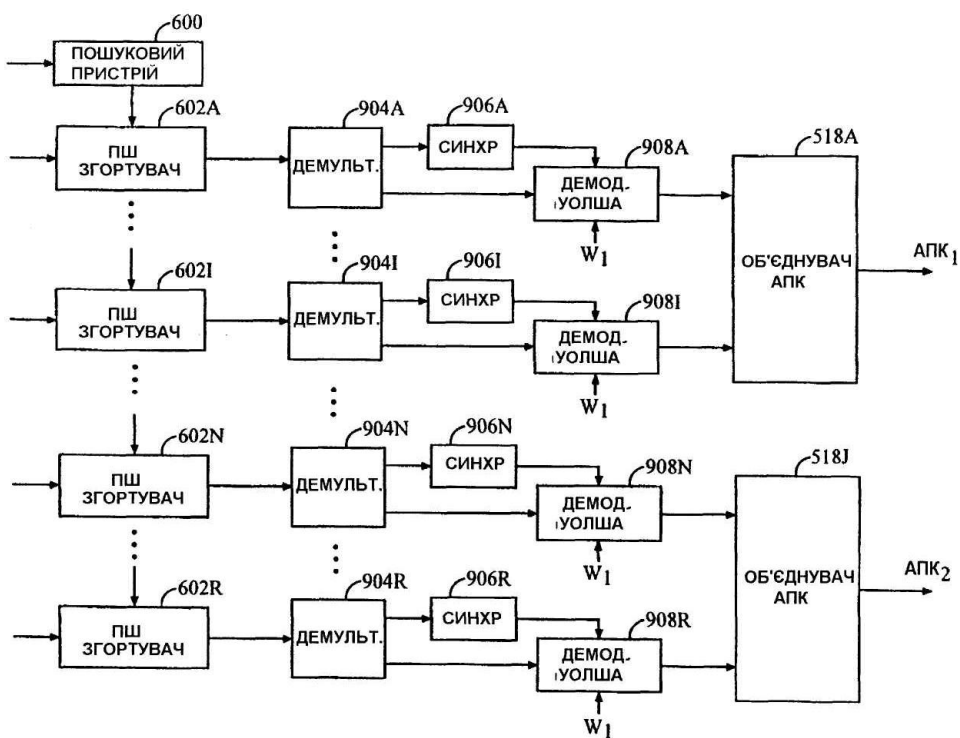 600
ПОШУКОВИЙ
ПРИСТРІЙ
602A
ПШ
ЗГОРТУВАЧ
904A
ДЕМУЛЬТ.
906A
СИНХР
908A
ДЕМОД.
УОЛША
W1
518A
ОБ'ЄДНУВАЧ
АПК
АПК1
602I
ПШ
ЗГОРТУВАЧ
904I
ДЕМУЛЬТ.
906I
СИНХР
908I
ДЕМОД.
УОЛША
W1
602N
ПШ
ЗГОРТУВАЧ
904N
ДЕМУЛЬТ.
906N
СИНХР
908N
ДЕМОД.
УОЛША
W1
518J
ОБ'ЄДНУВАЧ
АПК
АПК2
602R
ПШ
ЗГОРТУВАЧ
904R
ДЕМУЛЬТ.
906R
СИНХР
908R
ДЕМОД.
УОЛША
W1